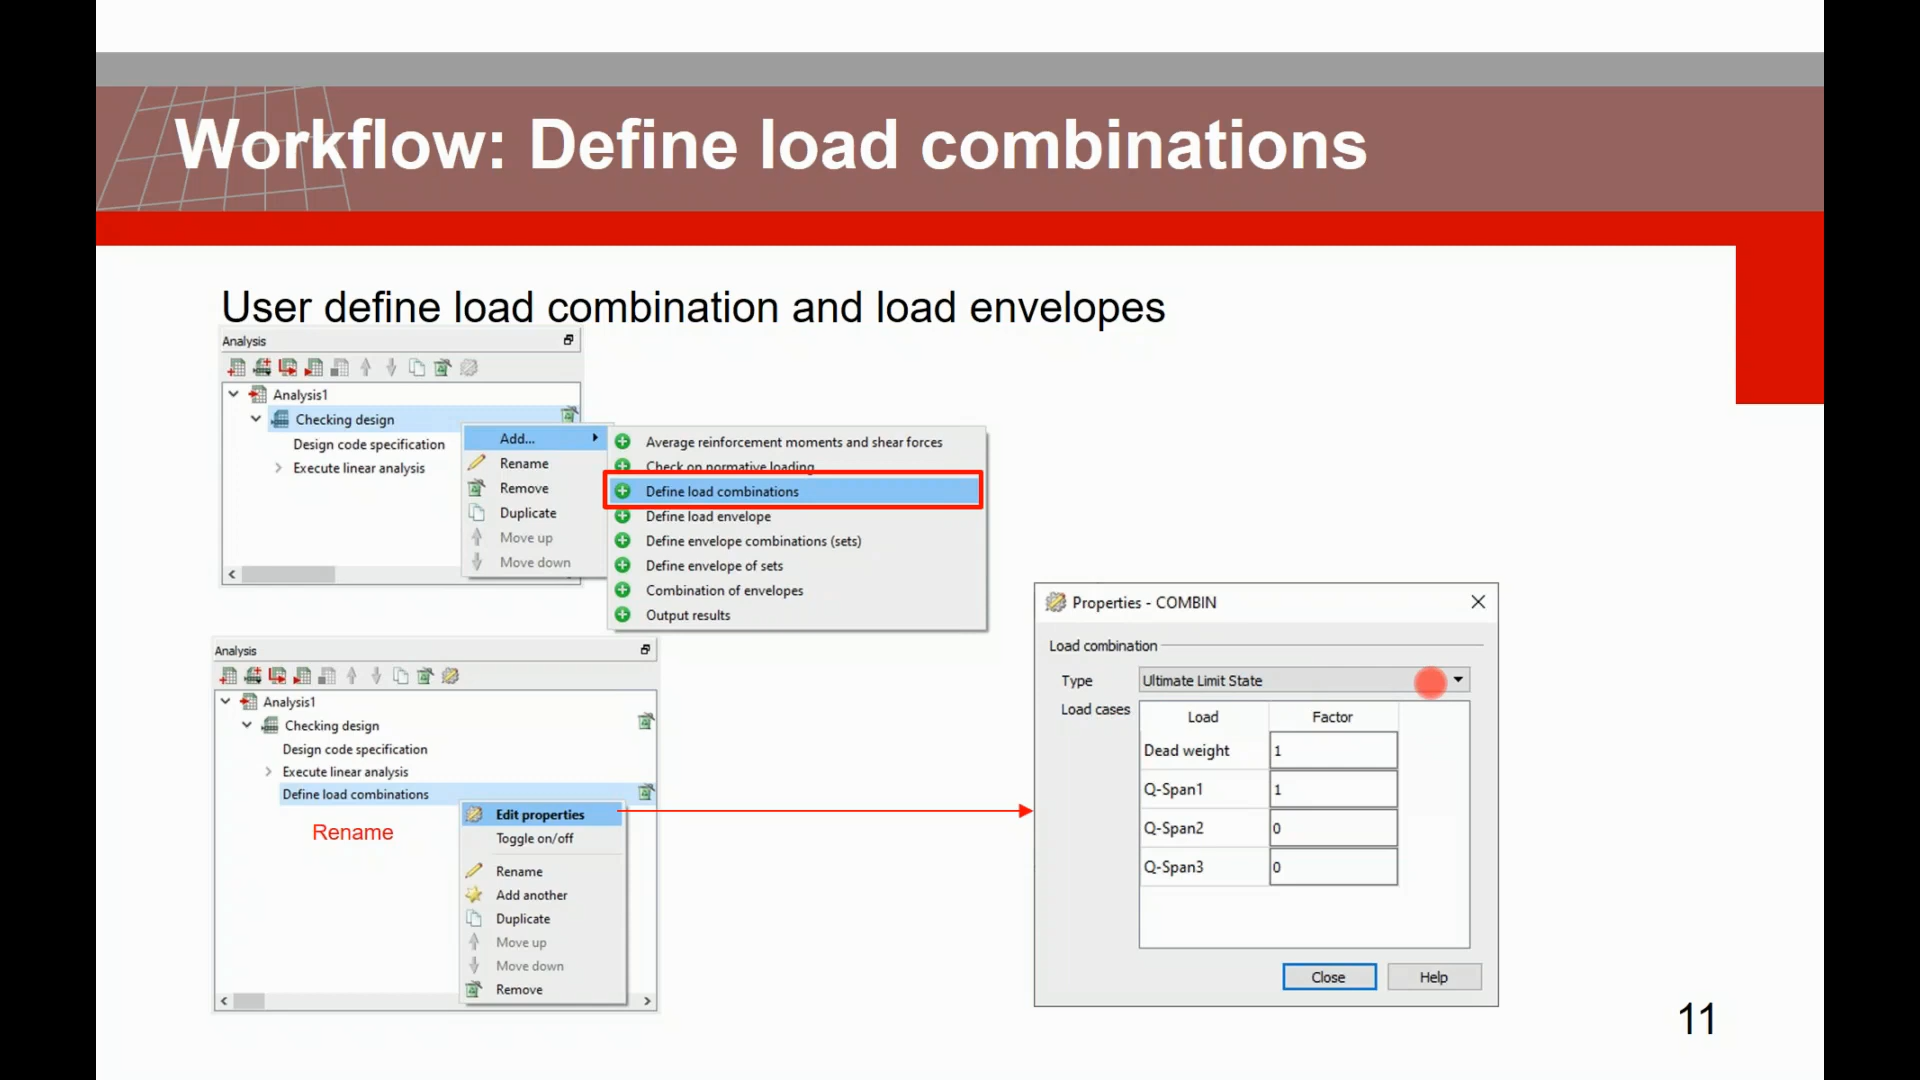 Workflow: Define load combinations
User define load combination and load envelopes
Analysis
Analysis1
Checking design
Design code specification
Execute linear analysis
Add...
Rename
Remove
Duplicate
Move up
Move down
Average reinforcement moments and shear forces
Check on normative loading
Define load combinations
Define load envelope
Define envelope combinations (sets)
Define envelope of sets
Combination of envelopes
Output results
Analysis
Analysis1
Checking design
Design code specification
Execute linear analysis
Define load combinations
Rename
Edit properties
Toggle on/off
Rename
Add another
Duplicate
Move up
Move down
Remove
Properties - COMBIN
Load combination
Type Ultimate Limit State
Load cases
Load Factor
Dead weight 1
Q-Span1 1
Q-Span2 0
Q-Span3 0
Close Help
11